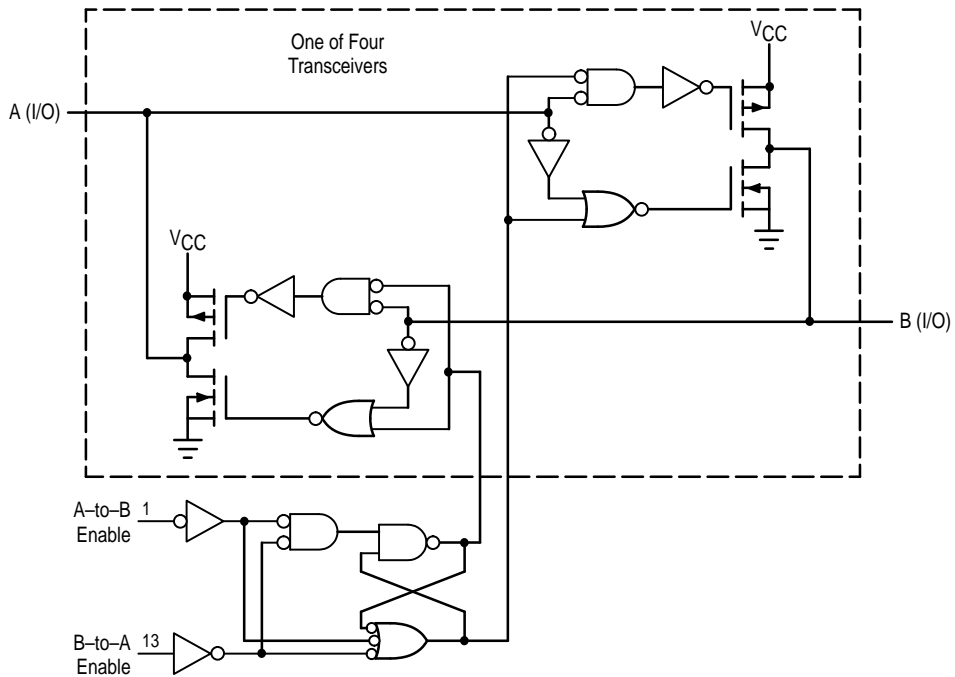 One of Four
Transceivers
VCC
A (I/O)
VCC
B (I/O)
A–to–B 1
Enable
B–to–A 13
Enable